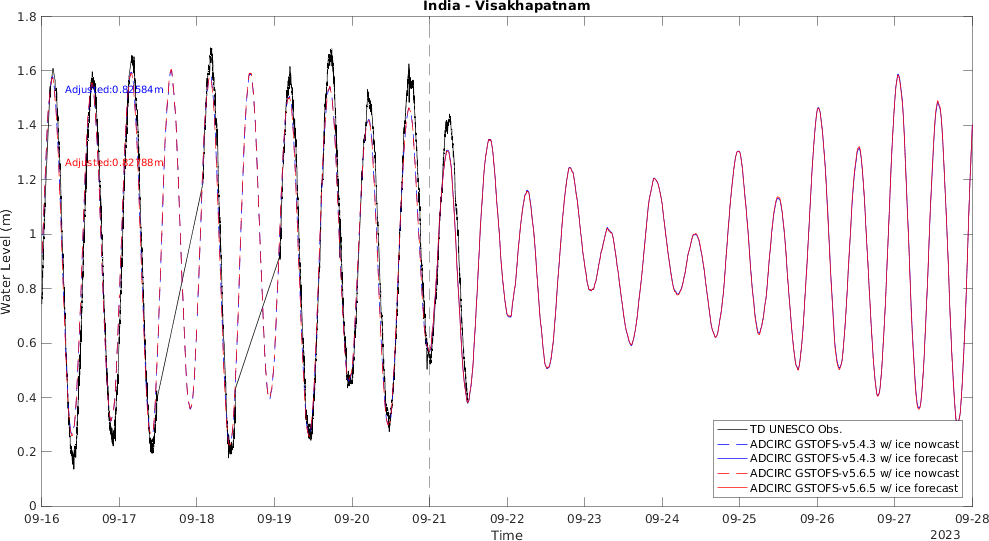 India - Visakhapatnam
1.8
1.6
1.4
1.2
1
0.8
0.6
0.4
0.2
0
Water Level (m)
Adjusted:0.82584m
Adjusted:0.82788m
TD UNESCO Obs.
ADCIRC GSTOFS-v5.4.3 w/ ice nowcast
ADCIRC GSTOFS-v5.4.3 w/ ice forecast
ADCIRC GSTOFS-v5.6.5 w/ ice nowcast
ADCIRC GSTOFS-v5.6.5 w/ ice forecast
09-16 09-17 09-18 09-19 09-20 09-21 09-22 09-23 09-24 09-25 09-26 09-27 09-28
Time
2023